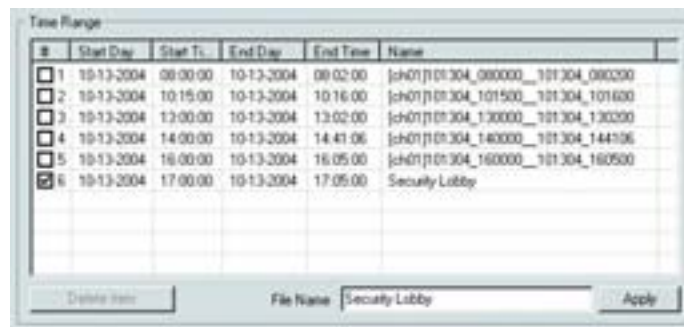 Time Range
# Start Day Start Ti... End Day End Time Name
1 10-13-2004 08:00:00 10-13-2004 08:02:00 [ch01]101304_080000__101304_080200
2 10-13-2004 10:15:00 10-13-2004 10:16:00 [ch01]101304_101500__101304_101600
3 10-13-2004 13:00:00 10-13-2004 13:02:00 [ch01]101304_130000__101304_130200
4 10-13-2004 14:00:00 10-13-2004 14:41:06 [ch01]101304_140000__101304_144106
5 10-13-2004 16:00:00 10-13-2004 16:05:00 [ch01]101304_160000__101304_160500
6 10-13-2004 17:00:00 10-13-2004 17:05:00 Security Lobby
Delete Item File Name Security Lobby Apply